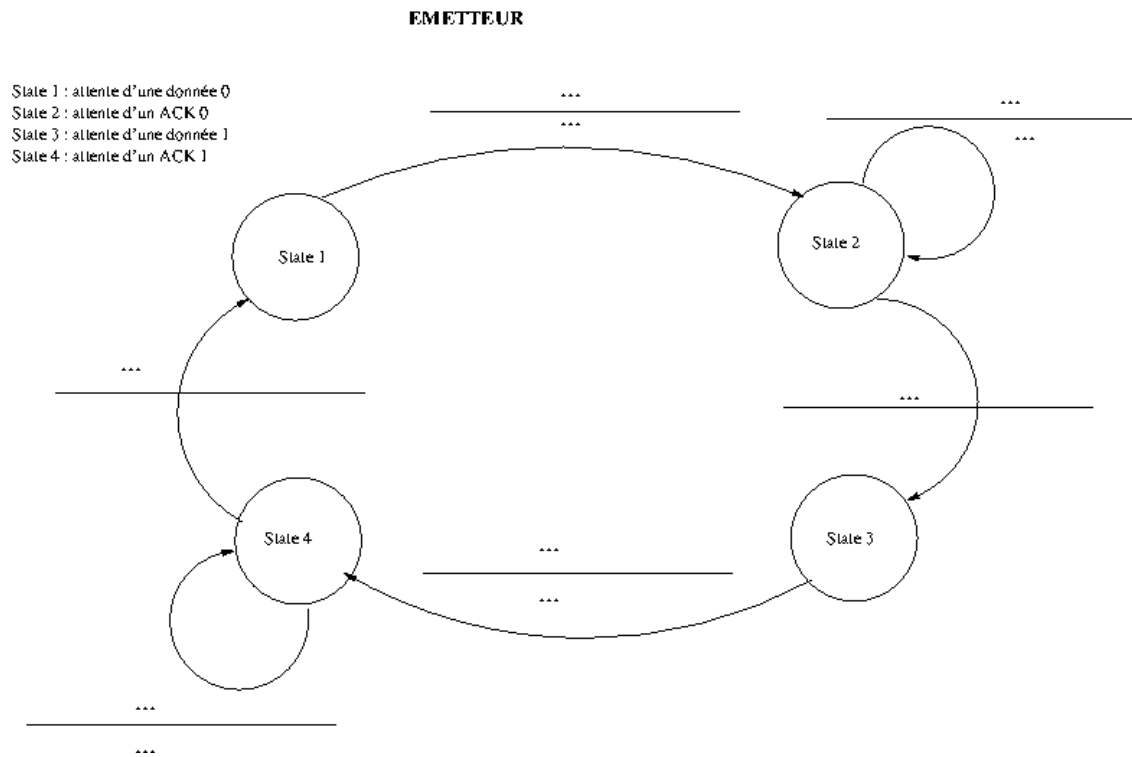 EMETTEUR
State 1 : attente d'une donnée 0
State 2 : attente d'un ACK 0
State 3 : attente d'une donnée 1
State 4 : attente d'un ACK 1
...
...
...
...
State 1
State 2
...
...
State 4
State 3
...
...
...
...